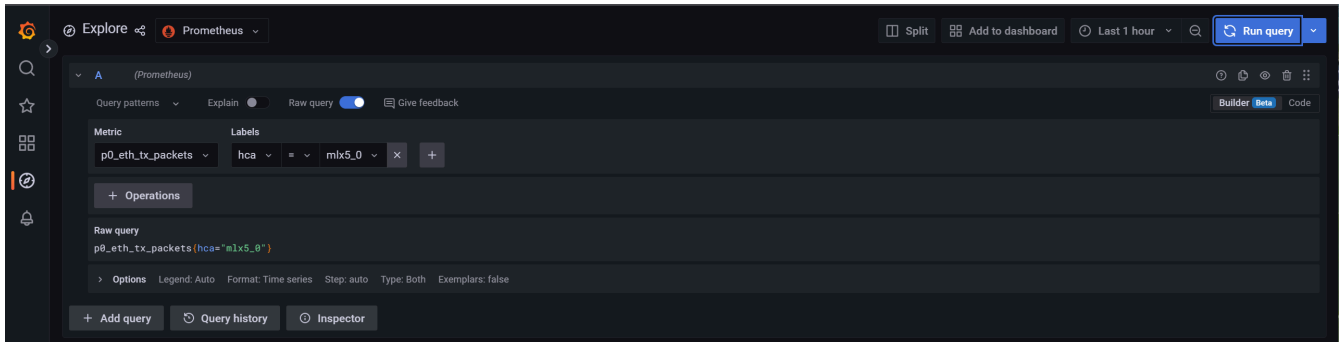 Explore Prometheus Split Add to dashboard Last 1 hour Run query
A (Prometheus)
Query patterns Explain Raw query Give feedback Builder Beta Code
Metric Labels
p0_eth_tx_packets hca = mlx5_0 × +
+ Operations
Raw query
p0_eth_tx_packets{hca="mlx5_0"}
> Options Legend: Auto Format: Time series Step: auto Type: Both Exemplars: false
+ Add query Query history Inspector